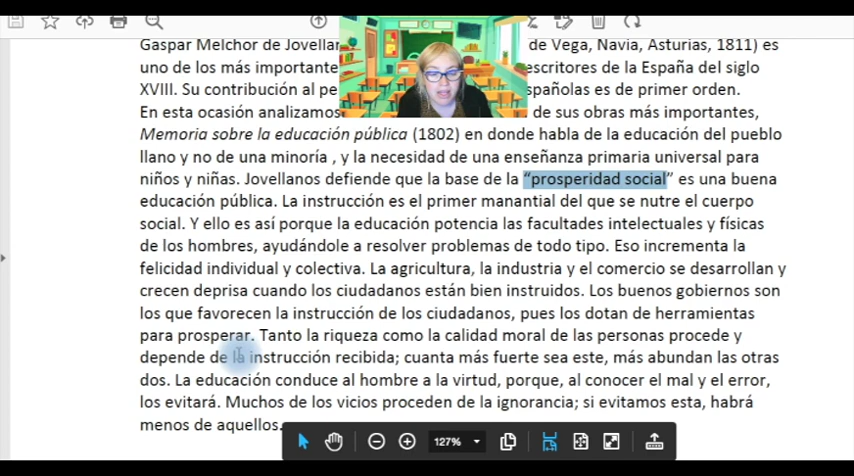 Gaspar Melchor de Jovellan de Vega, Navia, Asturias, 1811) es
uno de los más importante escritores de la España del siglo
XVIII. Su contribución al pe spañolas es de primer orden.
En esta ocasión analizamos de sus obras más importantes,
Memoria sobre la educación pública (1802) en donde habla de la educación del pueblo
llano y no de una minoría , y la necesidad de una enseñanza primaria universal para
niños y niñas. Jovellanos defiende que la base de la “prosperidad social” es una buena
educación pública. La instrucción es el primer manantial del que se nutre el cuerpo
social. Y ello es así porque la educación potencia las facultades intelectuales y físicas
de los hombres, ayudándole a resolver problemas de todo tipo. Eso incrementa la
felicidad individual y colectiva. La agricultura, la industria y el comercio se desarrollan y
crecen deprisa cuando los ciudadanos están bien instruidos. Los buenos gobiernos son
los que favorecen la instrucción de los ciudadanos, pues los dotan de herramientas
para prosperar. Tanto la riqueza como la calidad moral de las personas procede y
depende de la instrucción recibida; cuanta más fuerte sea este, más abundan las otras
dos. La educación conduce al hombre a la virtud, porque, al conocer el mal y el error,
los evitará. Muchos de los vicios proceden de la ignorancia; si evitamos esta, habrá
menos de aquellos.
127%